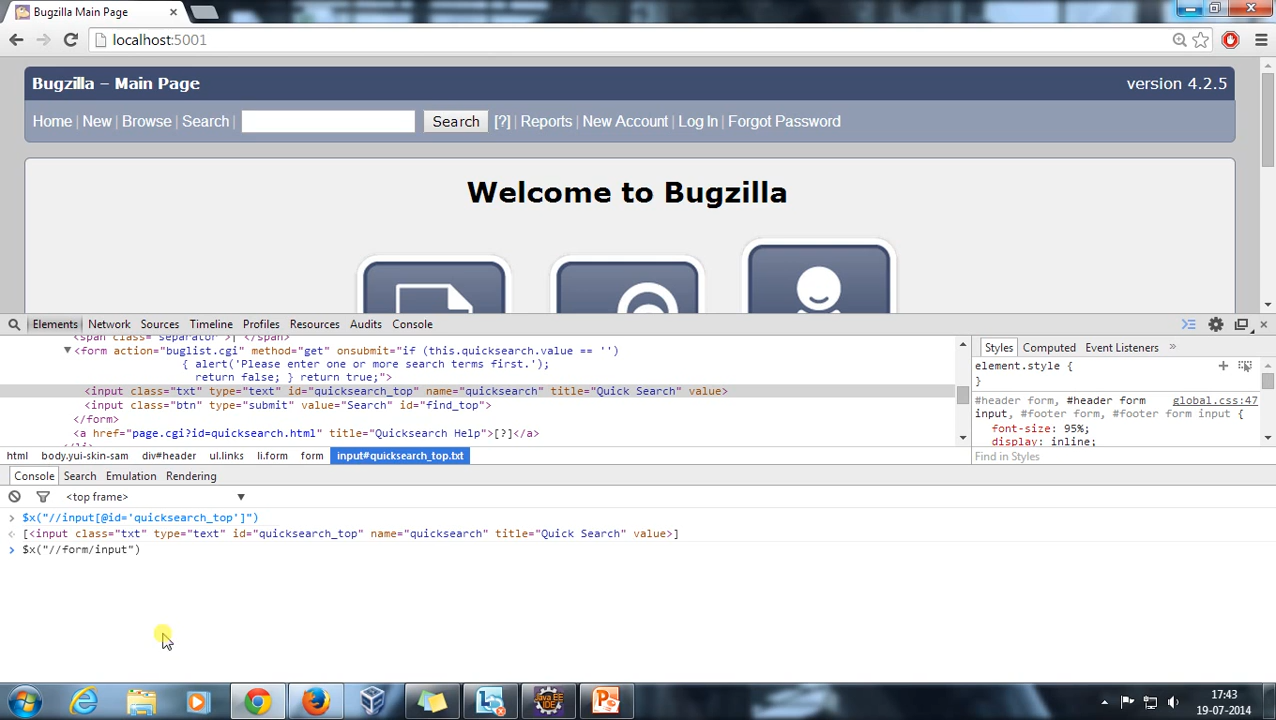 Bugzilla Main Page
localhost:5001
Bugzilla – Main Page
version 4.2.5
Home | New | Browse | Search | Search [?] | Reports | New Account | Log In | Forgot Password
Welcome to Bugzilla
Elements Network Sources Timeline Profiles Resources Audits Console
<span class="separator">| </span>
▼<form action="buglist.cgi" method="get" onsubmit="if (this.quicksearch.value == '')
{ alert('Please enter one or more search terms first.');
return false; } return true;">
<input class="txt" type="text" id="quicksearch_top" name="quicksearch" title="Quick Search" value>
<input class="btn" type="submit" value="Search" id="find_top">
</form>
<a href="page.cgi?id=quicksearch.html" title="Quicksearch Help">[?]</a>
</li>
html body.yui-skin-sam div#header ul.links li.form form input#quicksearch_top.txt
Styles Computed Event Listeners »
element.style {
}
#header form, #header form global.css:47
input, #footer form, #footer form input {
font-size: 95%;
display: inline;
Find in Styles
Console Search Emulation Rendering
<top frame> ▼
> $x("//input[@id='quicksearch_top']")
[<input class="txt" type="text" id="quicksearch_top" name="quicksearch" title="Quick Search" value>]
> $x("//form/input")
Java EE
IDE
17:43
19-07-2014